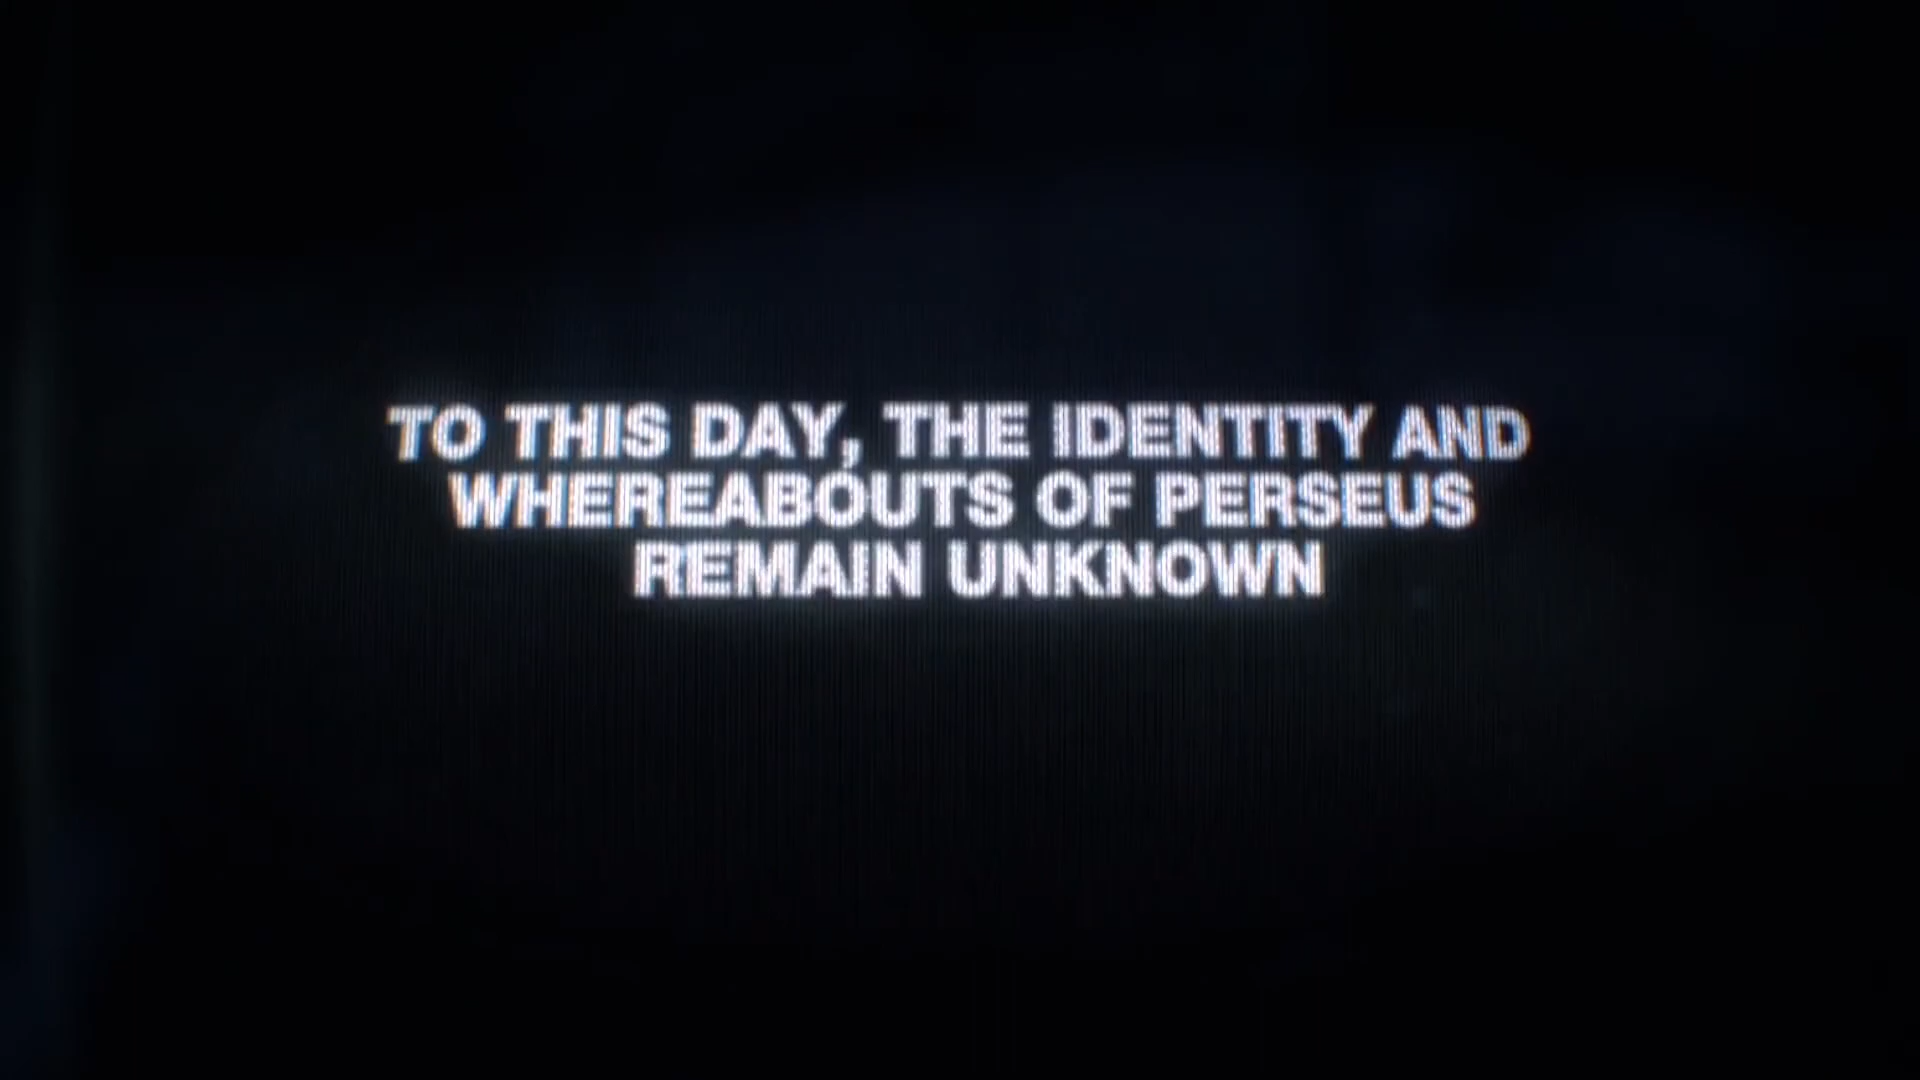 TO THIS DAY, THE IDENTITY AND
WHEREABOUTS OF PERSEUS
REMAIN UNKNOWN